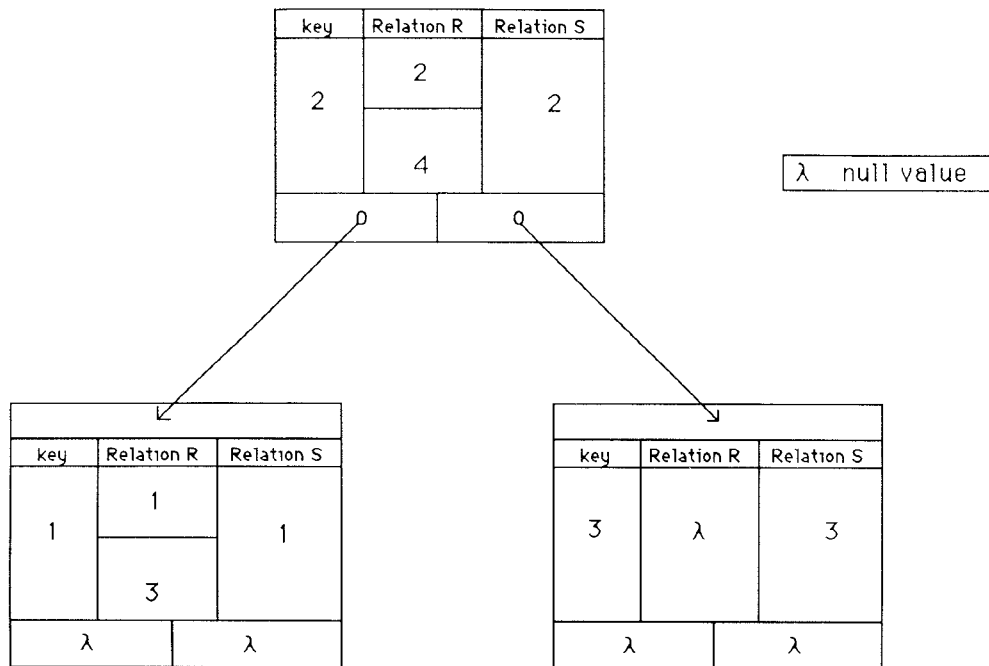 key Relation R Relation S
2
2 2
4
λ null value
O O
key Relation R Relation S
1
1 1
3
λ λ
key Relation R Relation S
3 λ 3
λ λ